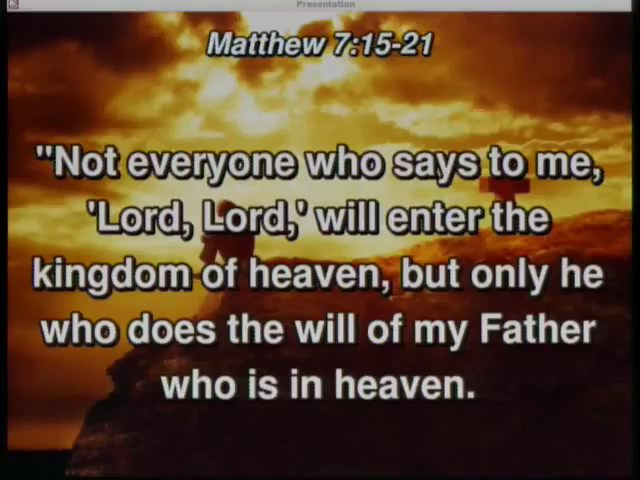 Presentation
Matthew 7:15-21
"Not everyone who says to me,
'Lord, Lord,' will enter the
kingdom of heaven, but only he
who does the will of my Father
who is in heaven.